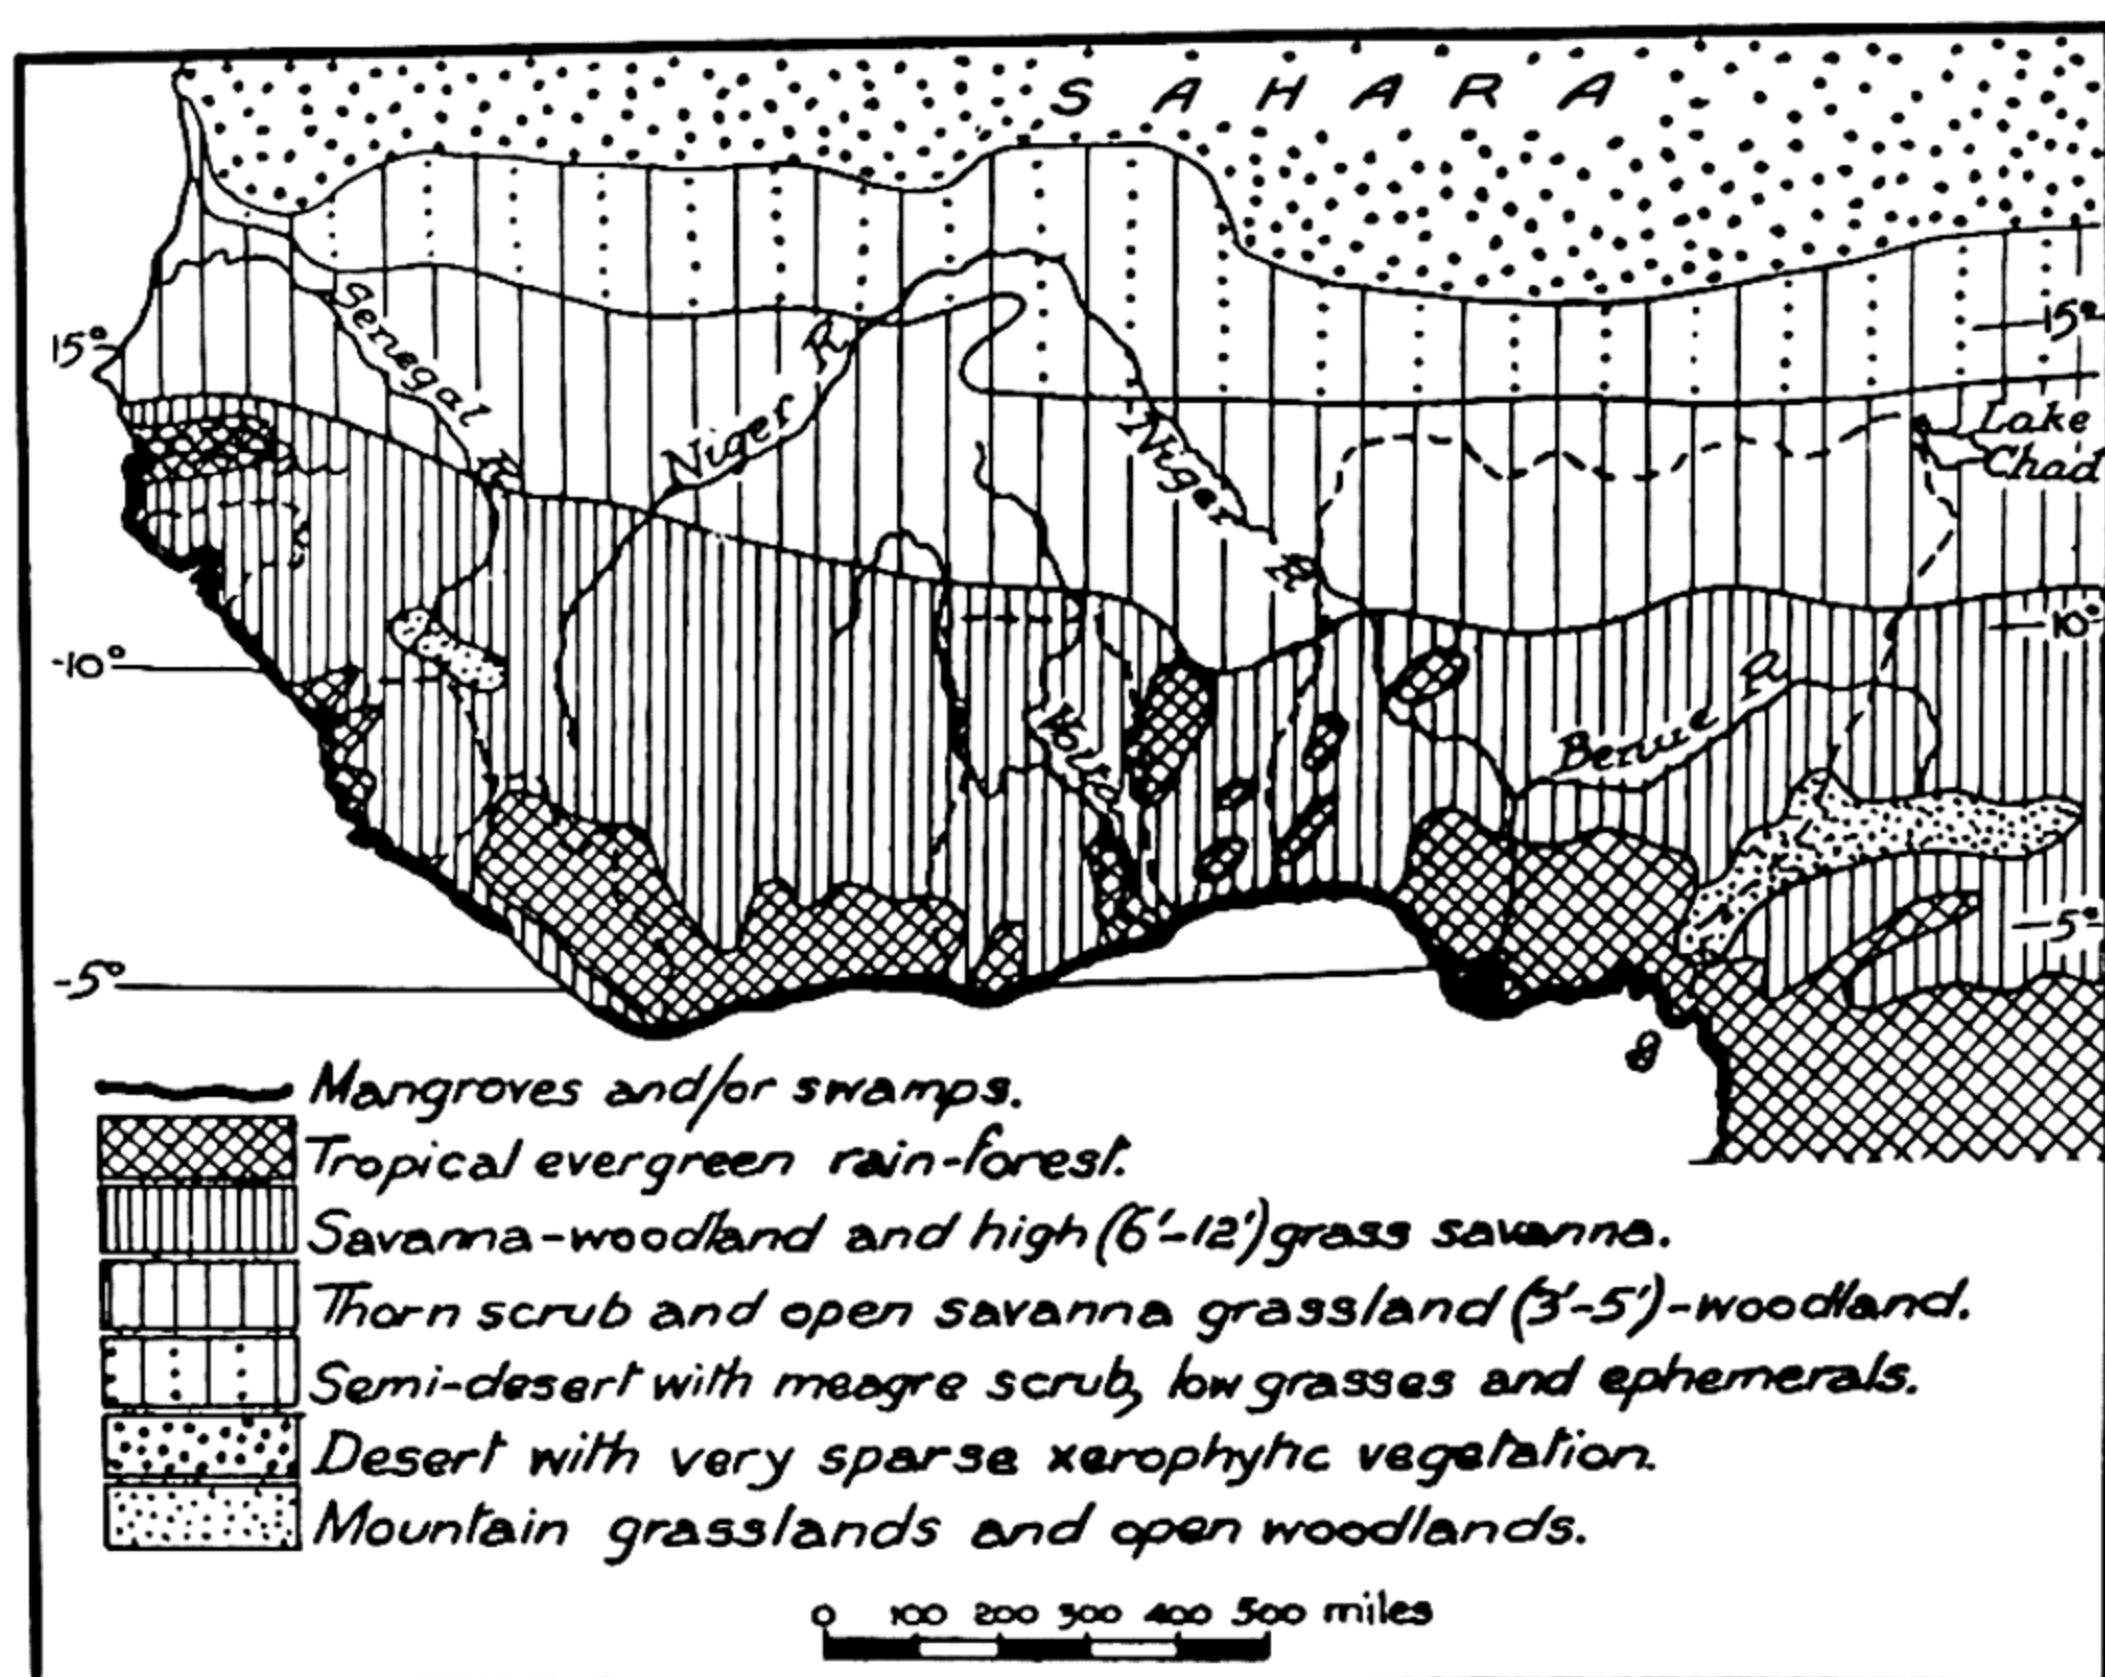 SAHARA
Senegal R
Niger R
Niger R
Lake
Chad
15°
15°
-10°
10°
Volta
Benue R
-5°
5°
Mangroves and/or swamps.
Tropical evergreen rain-forest.
Savanna-woodland and high (6'-12') grass savanna.
Thorn scrub and open savanna grassland (3'-5')-woodland.
Semi-desert with meagre scrub, low grasses and ephemerals.
Desert with very sparse xerophytic vegetation.
Mountain grasslands and open woodlands.
0 100 200 300 400 500 miles